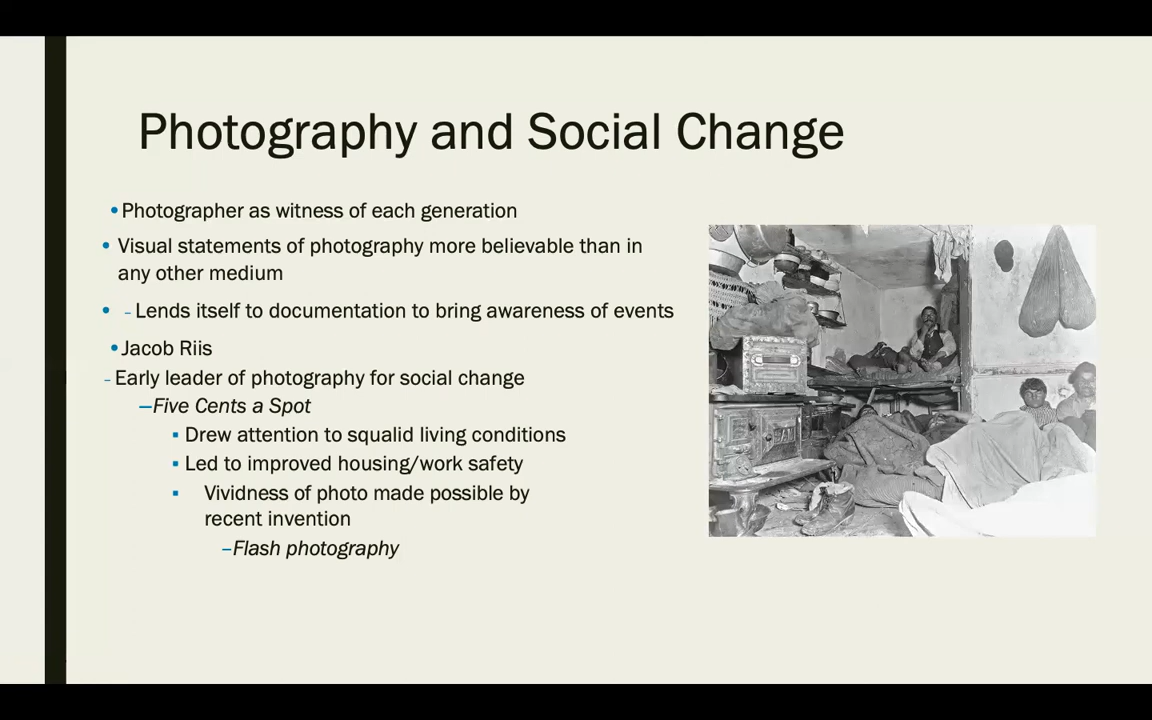 Photography and Social Change
•Photographer as witness of each generation
• Visual statements of photography more believable than in
any other medium
• – Lends itself to documentation to bring awareness of events
•Jacob Riis
– Early leader of photography for social change
–Five Cents a Spot
▪ Drew attention to squalid living conditions
▪ Led to improved housing/work safety
▪ Vividness of photo made possible by
recent invention
–Flash photography